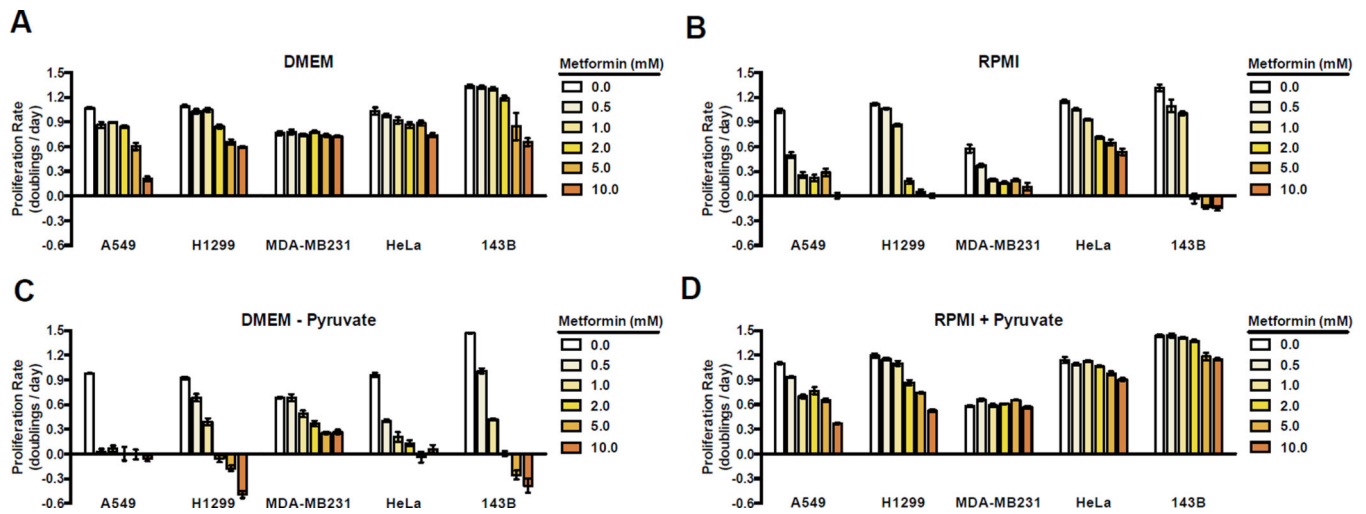 A
DMEM
Proliferation Rate
(doublings / day)
1.5
1.2
0.9
0.6
0.3
0.0
-0.3
-0.6
A549 H1299 MDA-MB231 HeLa 143B
Metformin (mM)
0.0
0.5
1.0
2.0
5.0
10.0
B
RPMI
Proliferation Rate
(doublings / day)
1.5
1.2
0.9
0.6
0.3
0.0
-0.3
-0.6
A549 H1299 MDA-MB231 HeLa 143B
Metformin (mM)
0.0
0.5
1.0
2.0
5.0
10.0
C
DMEM - Pyruvate
Proliferation Rate
(doublings / day)
1.5
1.2
0.9
0.6
0.3
0.0
-0.3
-0.6
A549 H1299 MDA-MB231 HeLa 143B
Metformin (mM)
0.0
0.5
1.0
2.0
5.0
10.0
D
RPMI + Pyruvate
Proliferation Rate
(doublings / day)
1.5
1.2
0.9
0.6
0.3
0.0
-0.3
-0.6
A549 H1299 MDA-MB231 HeLa 143B
Metformin (mM)
0.0
0.5
1.0
2.0
5.0
10.0